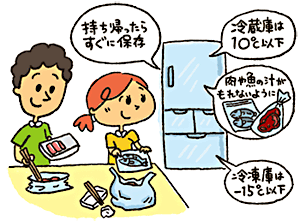 持ち帰ったら
すぐに保存
冷蔵庫は
10℃以下
肉や魚の汁が
もれないように
冷凍庫は
-15℃以下